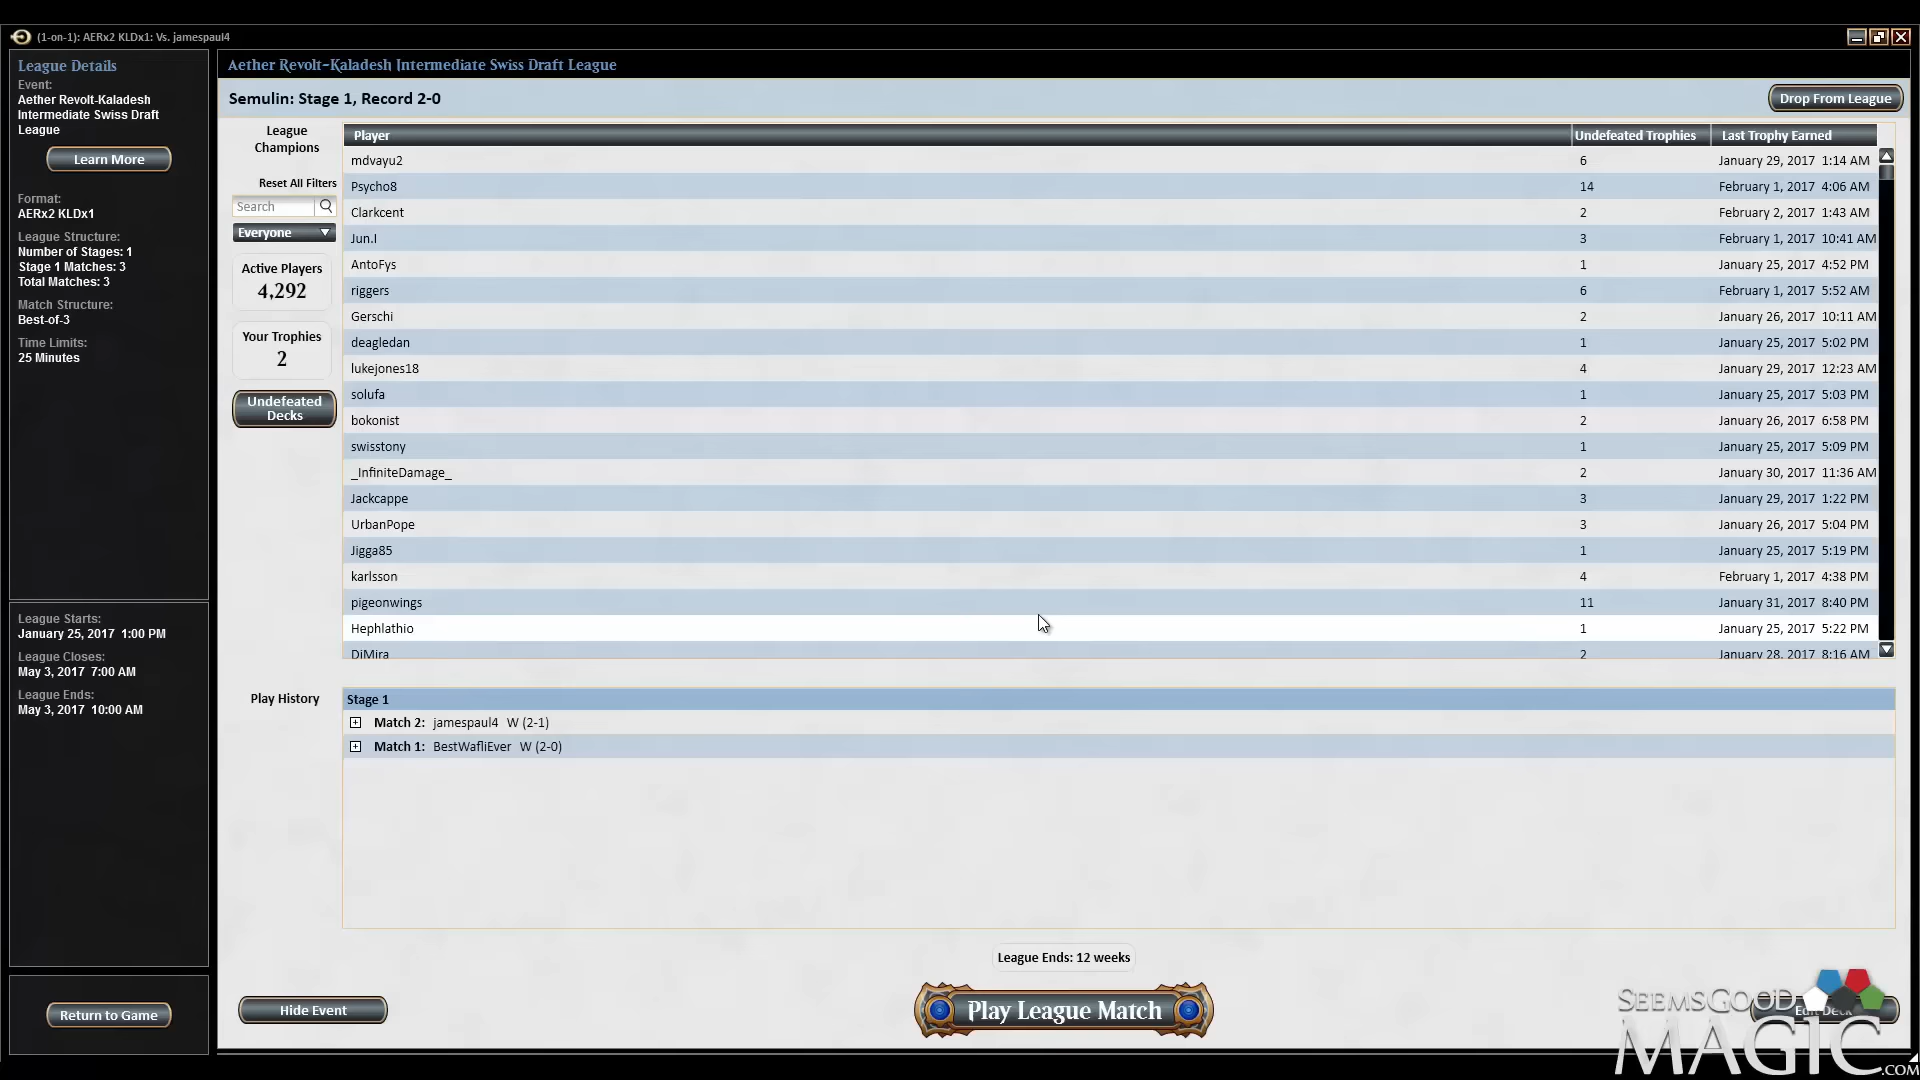 (1-on-1): AERx2 KLDx1: Vs. jamespaul4
League Details
Event:
Aether Revolt-Kaladesh
Intermediate Swiss Draft
League
Learn More
Format:
AERx2 KLDx1
League Structure:
Number of Stages: 1
Stage 1 Matches: 3
Total Matches: 3
Match Structure:
Best-of-3
Time Limits:
25 Minutes
League Starts:
January 25, 2017 1:00 PM
League Closes:
May 3, 2017 7:00 AM
League Ends:
May 3, 2017 10:00 AM
Return to Game
Aether Revolt-Kaladesh Intermediate Swiss Draft League
Semulin: Stage 1, Record 2-0
Drop From League
League
Champions
Reset All Filters
Search
Everyone
Active Players
4,292
Your Trophies
2
Undefeated
Decks
Player Undefeated Trophies Last Trophy Earned
mdvayu2 6 January 29, 2017 1:14 AM
Psycho8 14 February 1, 2017 4:06 AM
Clarkcent 2 February 2, 2017 1:43 AM
Jun.I 3 February 1, 2017 10:41 AM
AntoFys 1 January 25, 2017 4:52 PM
riggers 6 February 1, 2017 5:52 AM
Gerschi 2 January 26, 2017 10:11 AM
deagledan 1 January 25, 2017 5:02 PM
lukejones18 4 January 29, 2017 12:23 AM
solufa 1 January 25, 2017 5:03 PM
bokonist 2 January 26, 2017 6:58 PM
swisstony 1 January 25, 2017 5:09 PM
_InfiniteDamage_ 2 January 30, 2017 11:36 AM
Jackcappe 3 January 29, 2017 1:22 PM
UrbanPope 3 January 26, 2017 5:04 PM
Jigga85 1 January 25, 2017 5:19 PM
karlsson 4 February 1, 2017 4:38 PM
pigeonwings 11 January 31, 2017 8:40 PM
Hephlathio 1 January 25, 2017 5:22 PM
DiMira 2 January 28, 2017 8:16 AM
Play History
Stage 1
Match 2: jamespaul4 W (2-1)
Match 1: BestWafliEver W (2-0)
League Ends: 12 weeks
Hide Event
Play League Match
Edit Deck
SEEMSGOOD
MAGIC.COM